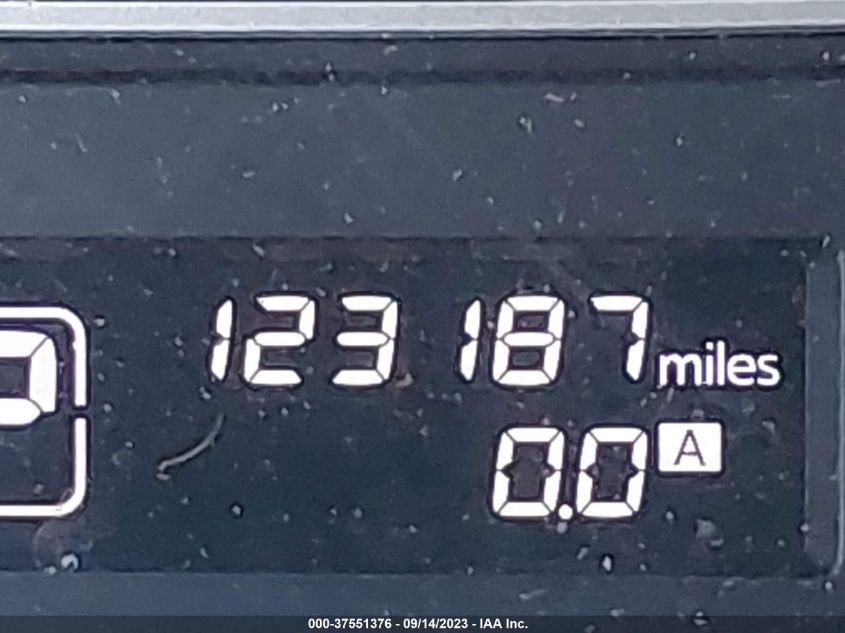 123187 miles
0.0 A
000-37551376 - 09/14/2023 - IAA Inc.